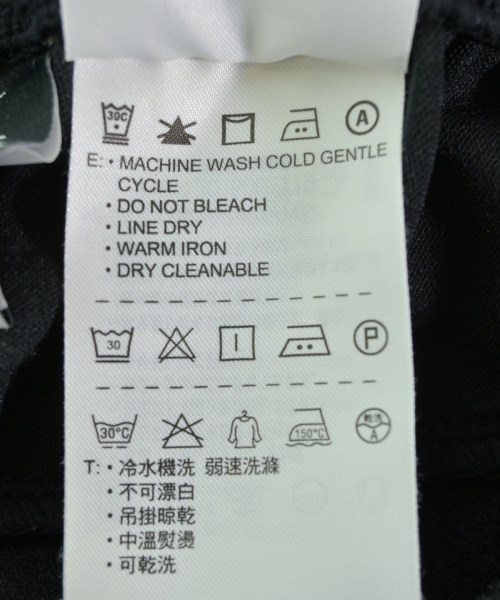 30C A
E: • MACHINE WASH COLD GENTLE
CYCLE
• DO NOT BLEACH
• LINE DRY
• WARM IRON
• DRY CLEANABLE
30 P
30°C 150°C 乾洗 A
T: • 冷水機洗 弱速洗滌
• 不可漂白
• 吊掛晾乾
• 中溫熨燙
• 可乾洗